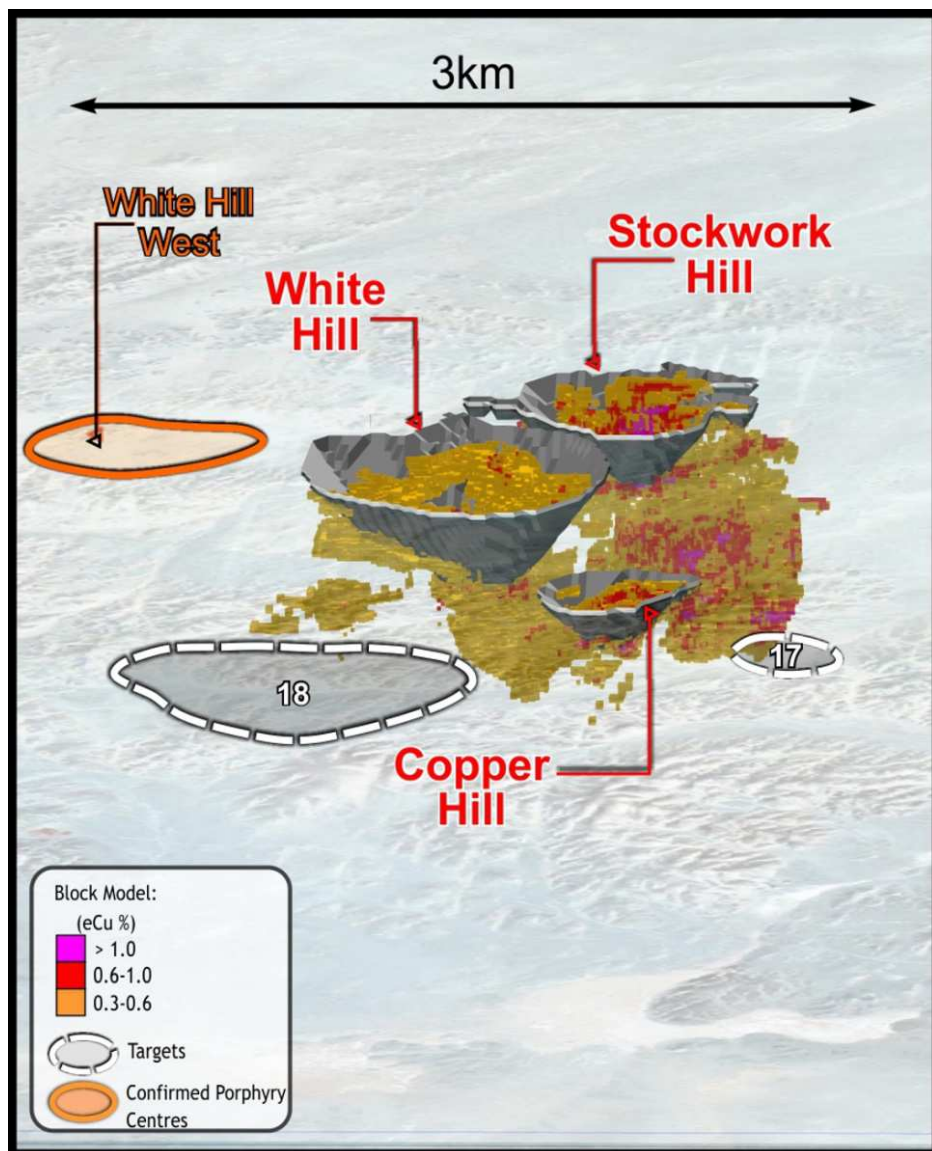 3km
White Hill
West
Stockwork
Hill
White
Hill
17
18
Copper
Hill
Block Model:
(eCu %)
> 1.0
0.6-1.0
0.3-0.6
Targets
Confirmed Porphyry
Centres